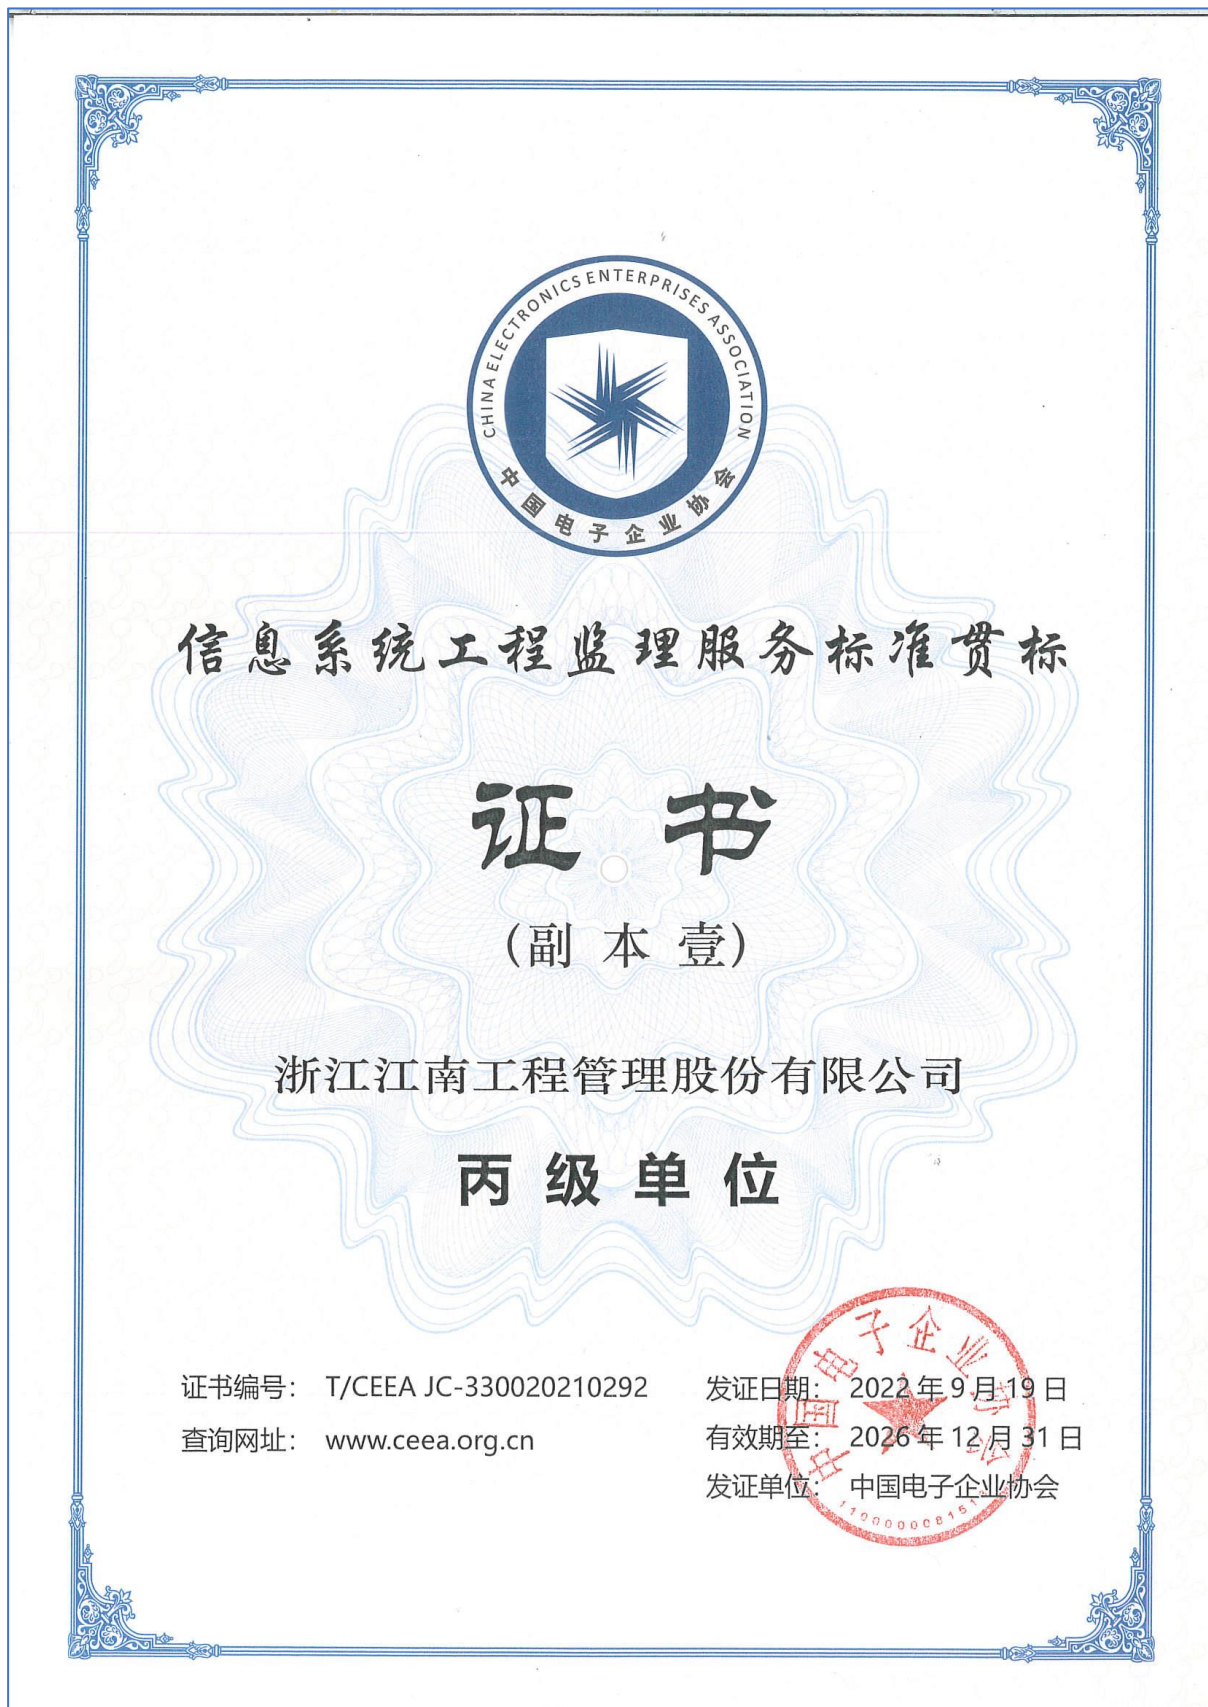 CHINA ELECTRONICS ENTERPRISES ASSOCIATION
中国电子企业协会
信息系统工程监理服务标准贯标
证书
(副本壹)
浙江江南工程管理股份有限公司
丙级单位
证书编号： T/CEEA JC-330020210292
查询网址： www.ceea.org.cn
发证日期： 2022年9月19日
有效期至： 2026年12月31日
发证单位： 中国电子企业协会
中国电子企业协会